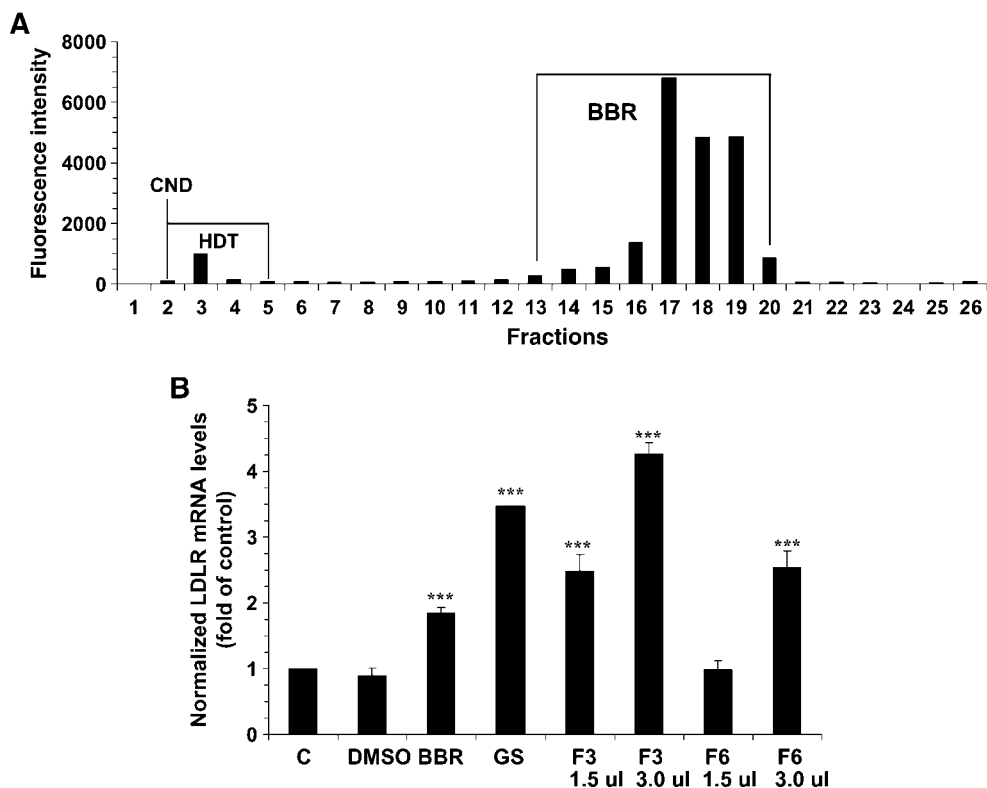 A
Fluorescence intensity
8000
6000
4000
2000
0
CND
HDT
BBR
1 2 3 4 5 6 7 8 9 10 11 12 13 14 15 16 17 18 19 20 21 22 23 24 25 26
Fractions
B
Normalized LDLR mRNA levels
(fold of control)
5
4
3
2
1
0
***
***
***
***
***
C DMSO BBR GS F3 F3 F6 F6
1.5 ul 3.0 ul 1.5 ul 3.0 ul